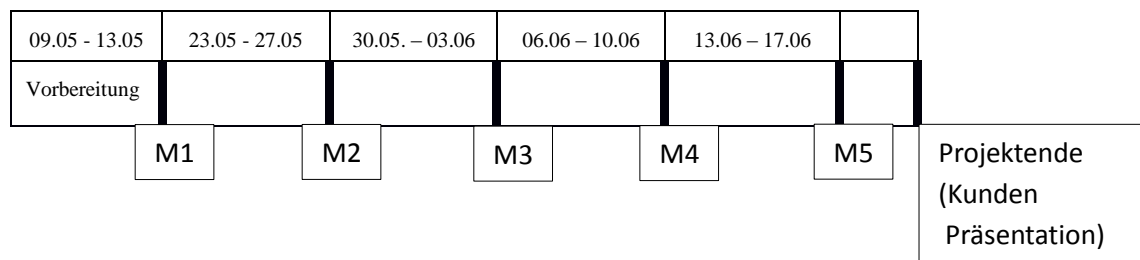 09.05 - 13.05 23.05 - 27.05 30.05. – 03.06 06.06 – 10.06 13.06 – 17.06
Vorbereitung
M1 M2 M3 M4 M5 Projektende
(Kunden
Präsentation)